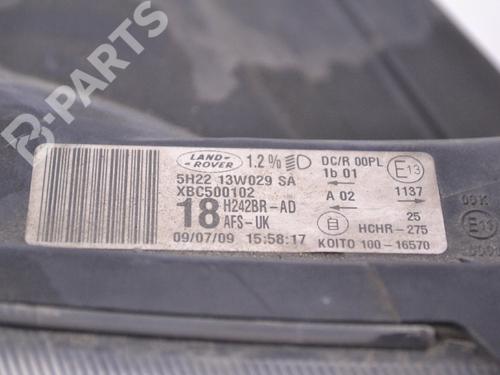 B-PARTS
LAND-ROVER
1.2%
DC/R 00PL
E13
5H22 13W029 SA
1b 01
XBC500102
A 02
1137
18
H242BR-AD
AFS-UK
自
25
HCHR-275
09/07/09 15:58:17
KOITO 100-16570